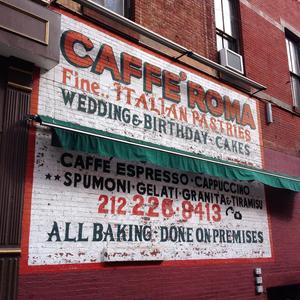 CAFFE' ROMA
Fine.. ITALIAN PASTRIES
WEDDING & BIRTHDAY · CAKES
CAFFÉ ESPRESSO · CAPPUCCINO
**SPUMONI · GELATI · GRANITA & TIRAMISU
212 · 226 · 8413
ALL BAKING · DONE ON PREMISES